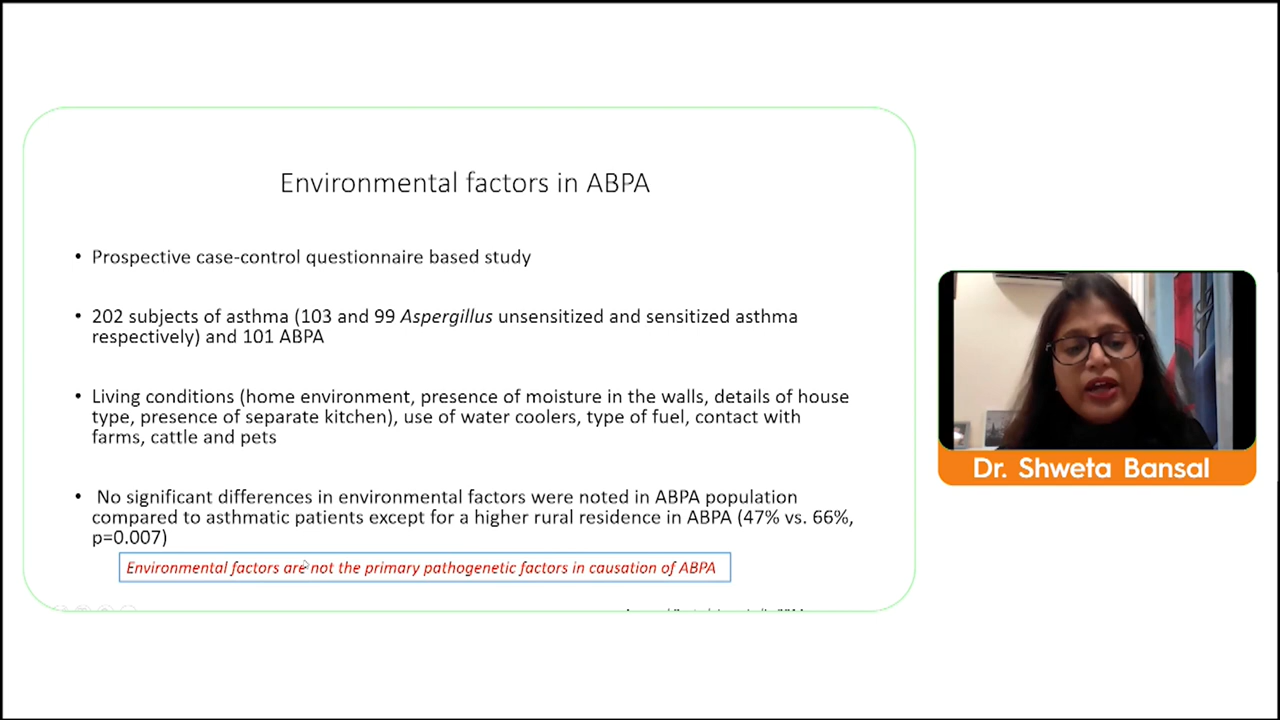 Environmental factors in ABPA
• Prospective case-control questionnaire based study
• 202 subjects of asthma (103 and 99 Aspergillus unsensitized and sensitized asthma
respectively) and 101 ABPA
• Living conditions (home environment, presence of moisture in the walls, details of house
type, presence of separate kitchen), use of water coolers, type of fuel, contact with
farms, cattle and pets
• No significant differences in environmental factors were noted in ABPA population
compared to asthmatic patients except for a higher rural residence in ABPA (47% vs. 66%,
p=0.007)
Environmental factors are not the primary pathogenetic factors in causation of ABPA
Dr. Shweta Bansal